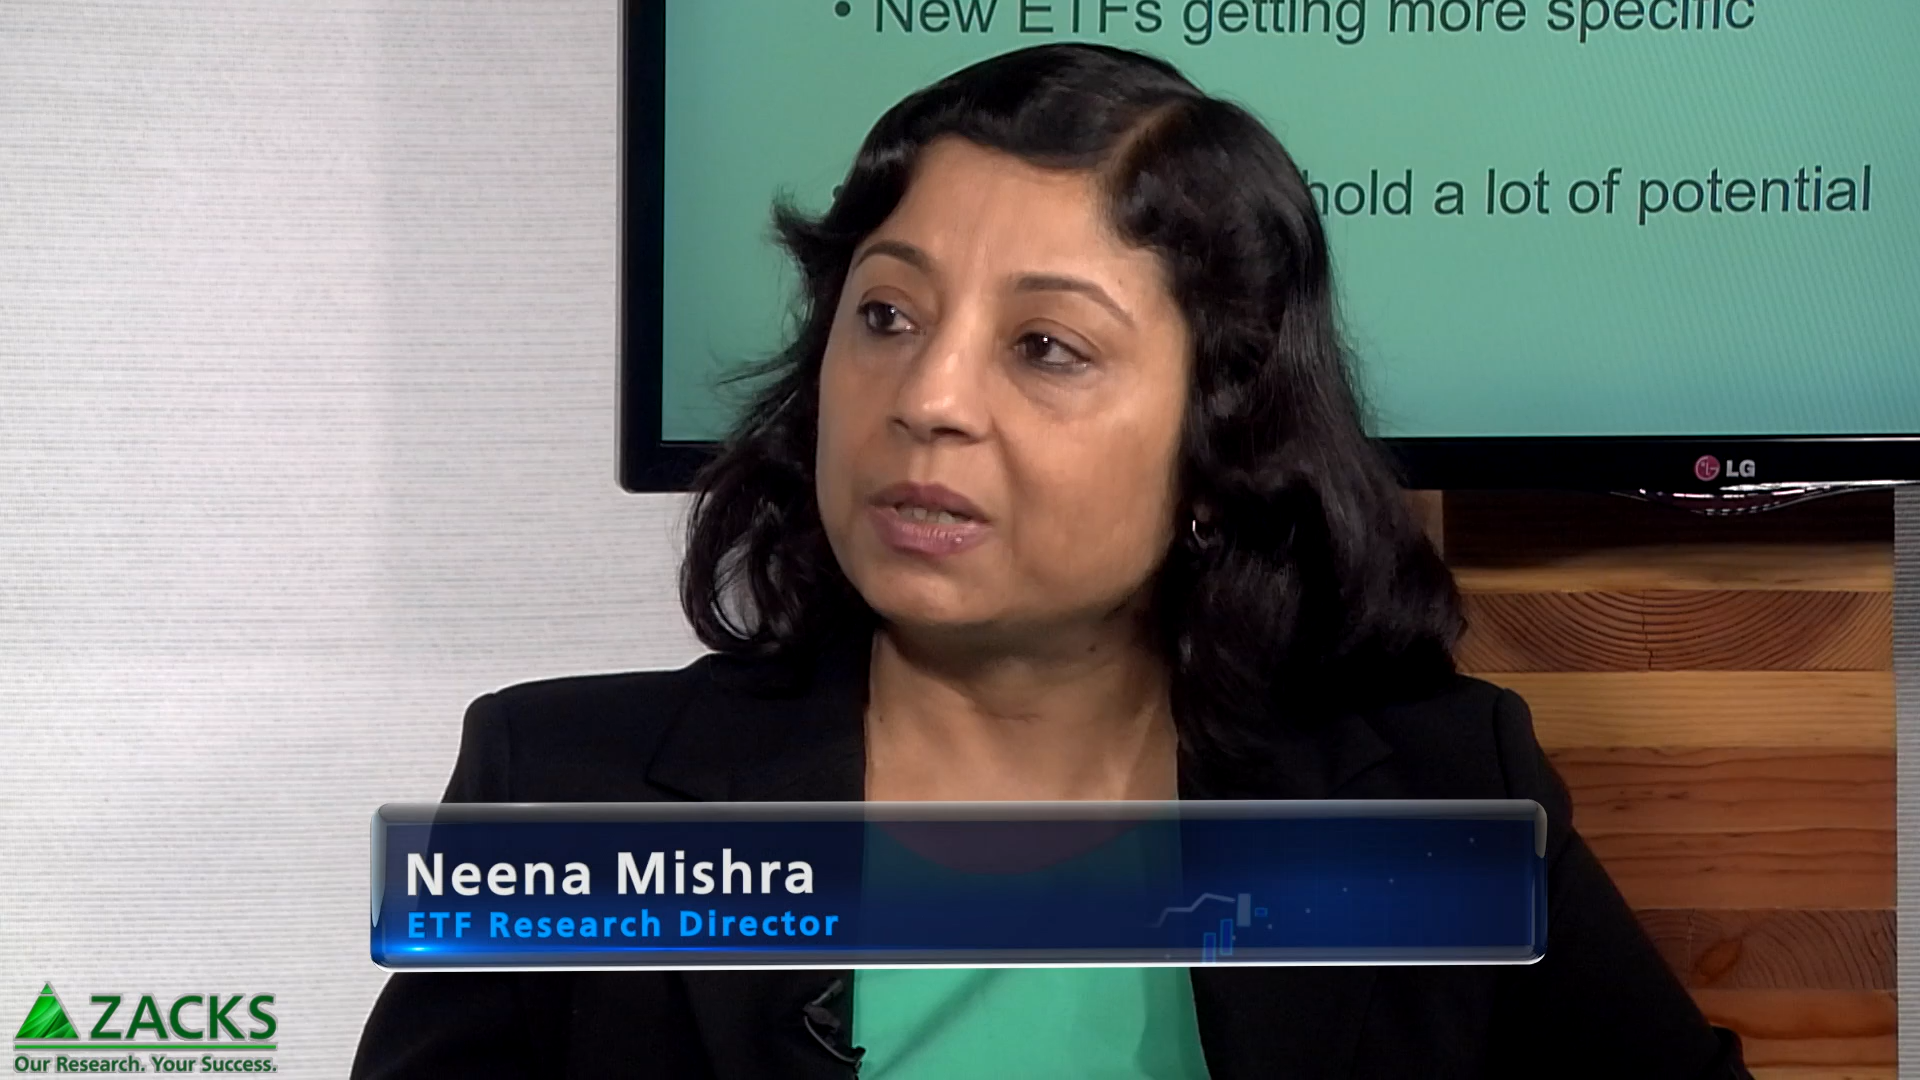 • New ETFs getting more specific
hold a lot of potential
LG
Neena Mishra
ETF Research Director
ZACKS
Our Research. Your Success.